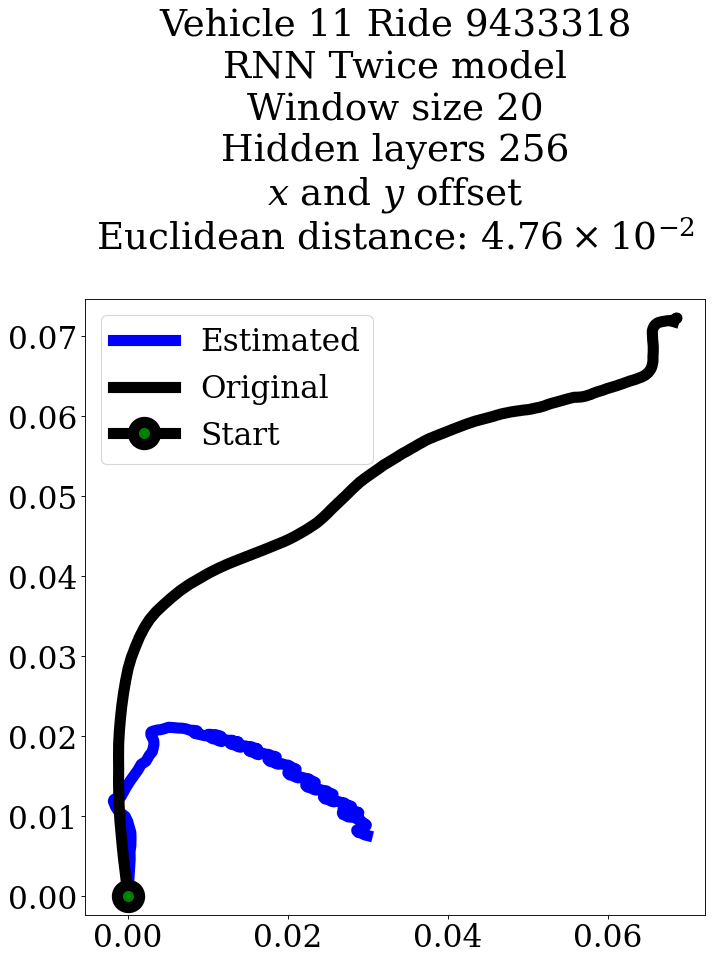 Vehicle 11 Ride 9433318
RNN Twice model
Window size 20
Hidden layers 256
x and y offset
Euclidean distance: 4.76 × 10⁻²
Estimated
Original
Start
0.07
0.06
0.05
0.04
0.03
0.02
0.01
0.00
0.00 0.02 0.04 0.06